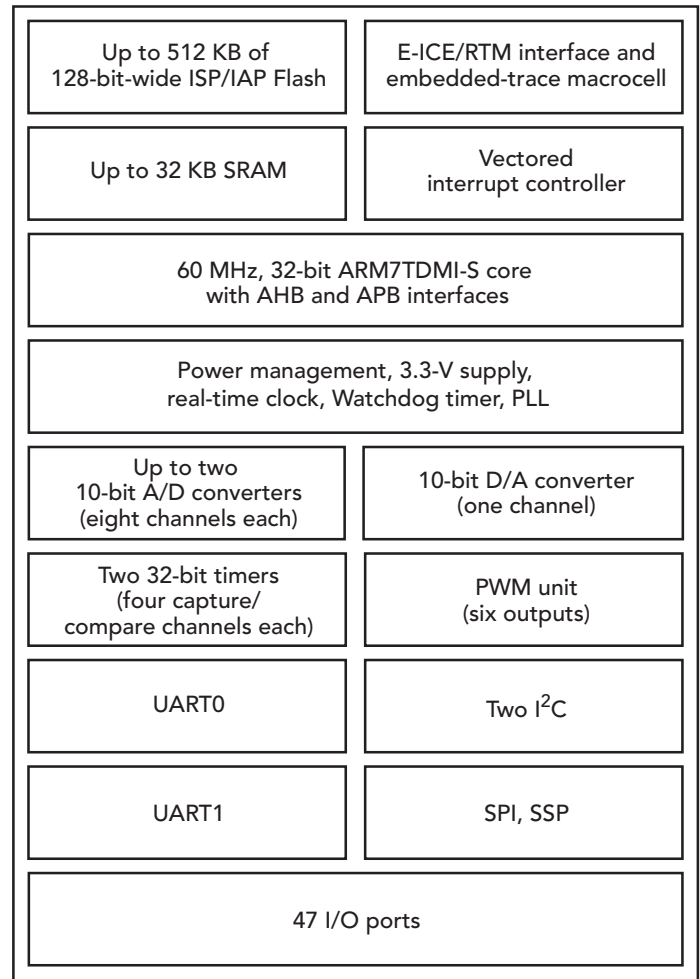 Up to 512 KB of
128-bit-wide ISP/IAP Flash
E-ICE/RTM interface and
embedded-trace macrocell
Up to 32 KB SRAM
Vectored
interrupt controller
60 MHz, 32-bit ARM7TDMI-S core
with AHB and APB interfaces
Power management, 3.3-V supply,
real-time clock, Watchdog timer, PLL
Up to two
10-bit A/D converters
(eight channels each)
10-bit D/A converter
(one channel)
Two 32-bit timers
(four capture/
compare channels each)
PWM unit
(six outputs)
UART0
Two I²C
UART1
SPI, SSP
47 I/O ports